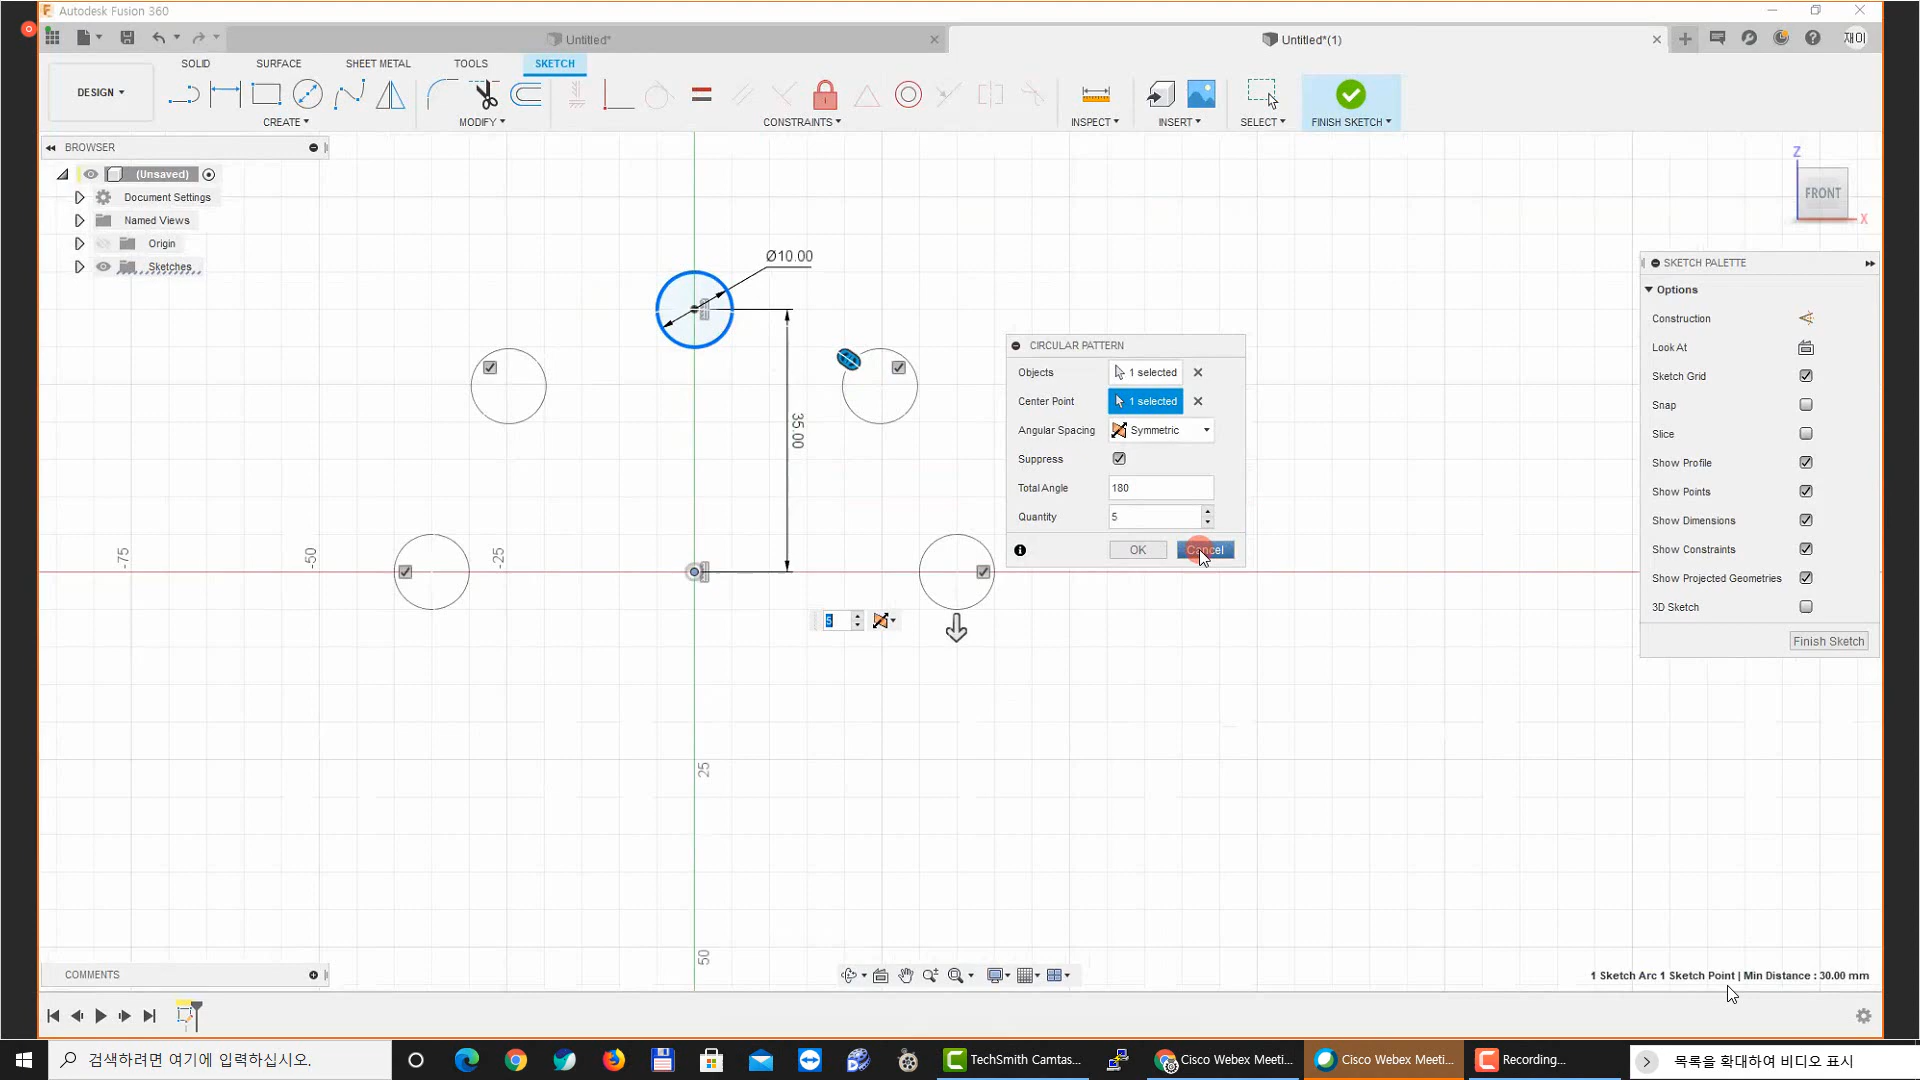 Autodesk Fusion 360
Untitled*
Untitled*(1)
재이
DESIGN
SOLID
SURFACE
SHEET METAL
TOOLS
SKETCH
CREATE
MODIFY
CONSTRAINTS
INSPECT
INSERT
SELECT
FINISH SKETCH
BROWSER
(Unsaved)
Document Settings
Named Views
Origin
Sketches
Z
FRONT
X
Ø10.00
35.00
-75
-50
-25
25
50
5
CIRCULAR PATTERN
Objects
1 selected
Center Point
1 selected
Angular Spacing
Symmetric
Suppress
Total Angle
180
Quantity
5
OK
Cancel
SKETCH PALETTE
Options
Construction
Look At
Sketch Grid
Snap
Slice
Show Profile
Show Points
Show Dimensions
Show Constraints
Show Projected Geometries
3D Sketch
Finish Sketch
COMMENTS
1 Sketch Arc 1 Sketch Point | Min Distance : 30.00 mm
검색하려면 여기에 입력하십시오.
TechSmith Camtas...
Cisco Webex Meeti...
Cisco Webex Meeti...
Recording...
목록을 확대하여 비디오 표시